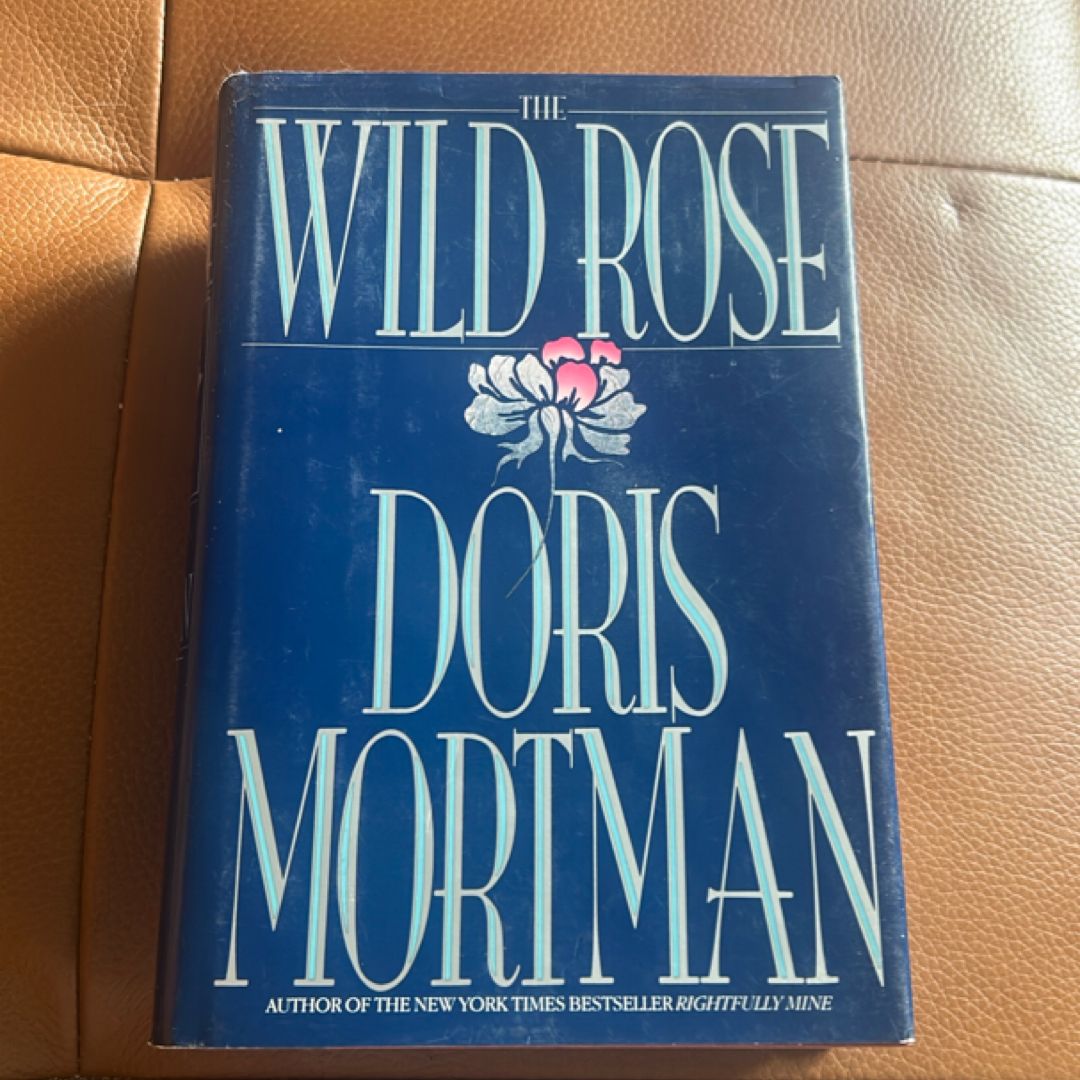 THE
WILD ROSE
DORIS
MORTMAN
AUTHOR OF THE NEW YORK TIMES BESTSELLER RIGHTFULLY MINE